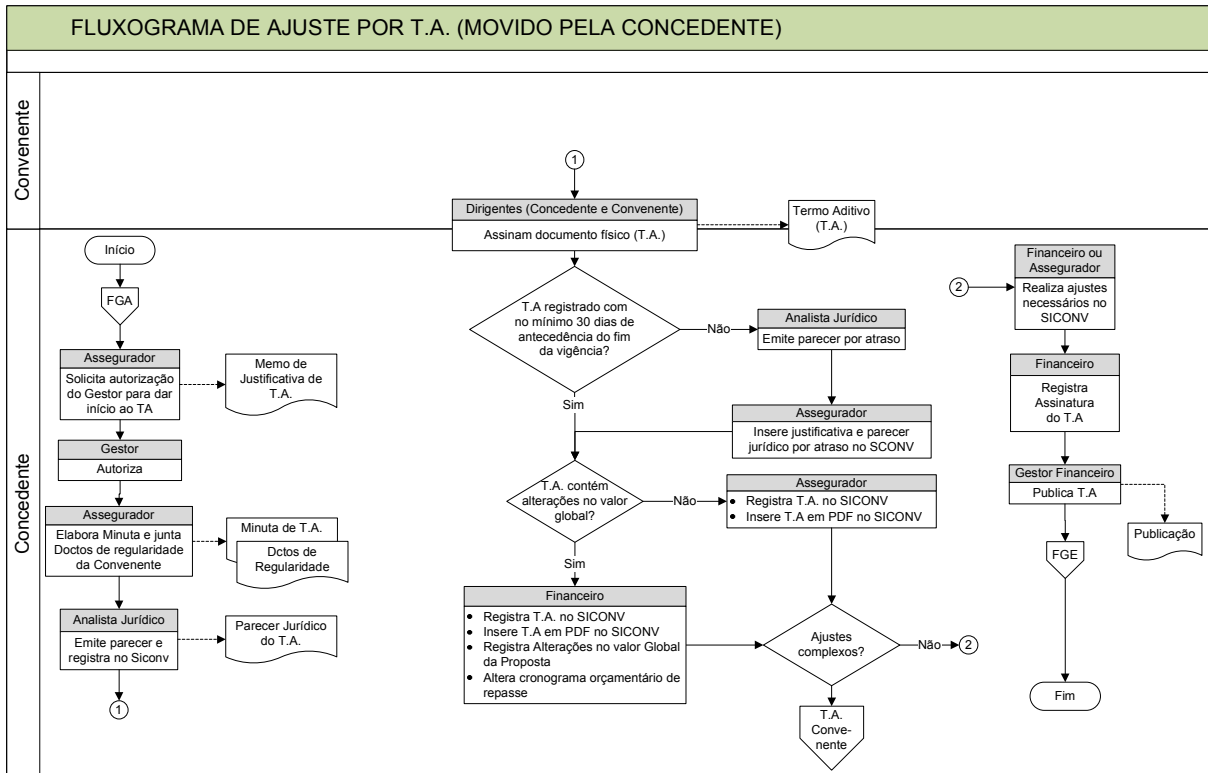 FLUXOGRAMA DE AJUSTE POR T.A. (MOVIDO PELA CONCEDENTE)
Convenente
Concedente
Início
FGA
Assegurador
Solicita autorização
do Gestor para dar
início ao TA
Memo de
Justificativa de
T.A.
Gestor
Autoriza
Assegurador
Elabora Minuta e junta
Doctos de regularidade
da Convenente
Minuta de T.A.
Dctos de
Regularidade
Analista Jurídico
Emite parecer e
registra no Siconv
Parecer Jurídico
do T.A.
1
1
Dirigentes (Concedente e Convenente)
Assinam documento físico (T.A.)
Termo Aditivo
(T.A.)
T.A registrado com
no mínimo 30 dias de
antecedência do fim
da vigência?
Não
Analista Jurídico
Emite parecer por atraso
Sim
Assegurador
Insere justificativa e parecer
jurídico por atraso no SCONV
T.A. contém
alterações no valor
global?
Não
Assegurador
• Registra T.A. no SICONV
• Insere T.A em PDF no SICONV
Sim
Financeiro
• Registra T.A. no SICONV
• Insere T.A em PDF no SICONV
• Registra Alterações no valor Global
da Proposta
• Altera cronograma orçamentário de
repasse
Ajustes
complexos?
Não
2
T.A.
Conve-
nente
2
Financeiro ou
Assegurador
Realiza ajustes
necessários no
SICONV
Financeiro
Registra
Assinatura
do T.A
Gestor Financeiro
Publica T.A
Publicação
FGE
Fim